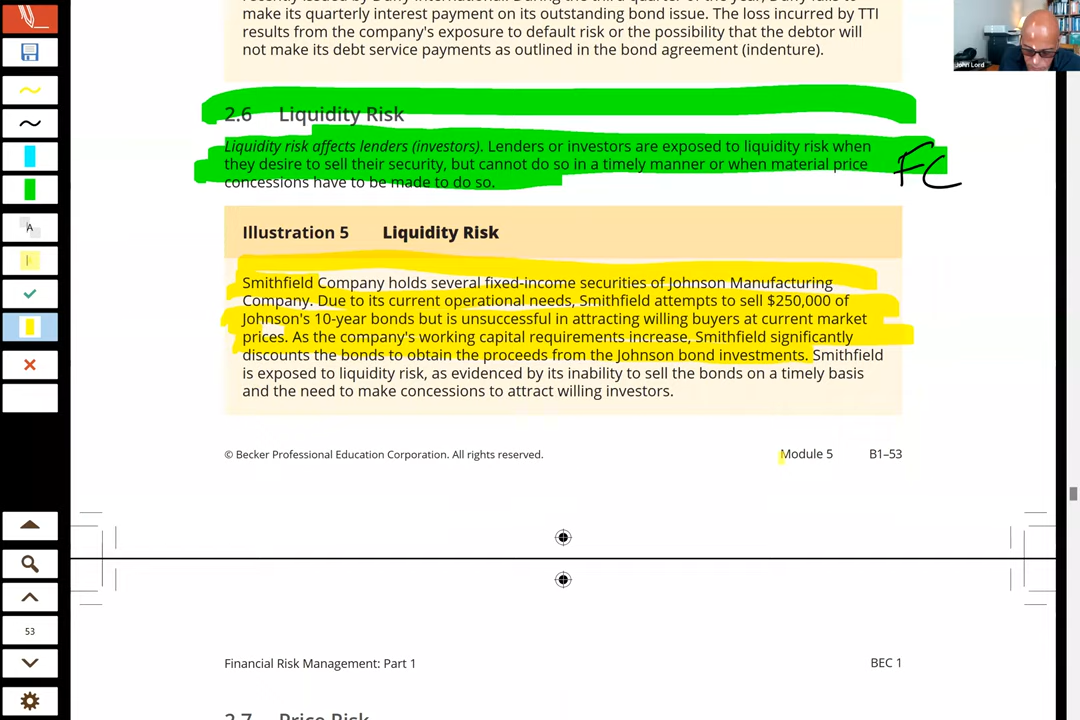 make its quarterly interest payment on its outstanding bond issue. The loss incurred by TTI
results from the company's exposure to default risk or the possibility that the debtor will
not make its debt service payments as outlined in the bond agreement (indenture).
John Lord
2.6 Liquidity Risk
Liquidity risk affects lenders (investors). Lenders or investors are exposed to liquidity risk when
they desire to sell their security, but cannot do so in a timely manner or when material price
concessions have to be made to do so.
FC
Illustration 5 Liquidity Risk
Smithfield Company holds several fixed-income securities of Johnson Manufacturing
Company. Due to its current operational needs, Smithfield attempts to sell $250,000 of
Johnson's 10-year bonds but is unsuccessful in attracting willing buyers at current market
prices. As the company's working capital requirements increase, Smithfield significantly
discounts the bonds to obtain the proceeds from the Johnson bond investments. Smithfield
is exposed to liquidity risk, as evidenced by its inability to sell the bonds on a timely basis
and the need to make concessions to attract willing investors.
© Becker Professional Education Corporation. All rights reserved. Module 5 B1–53
53
Financial Risk Management: Part 1 BEC 1
2.7 Price Risk